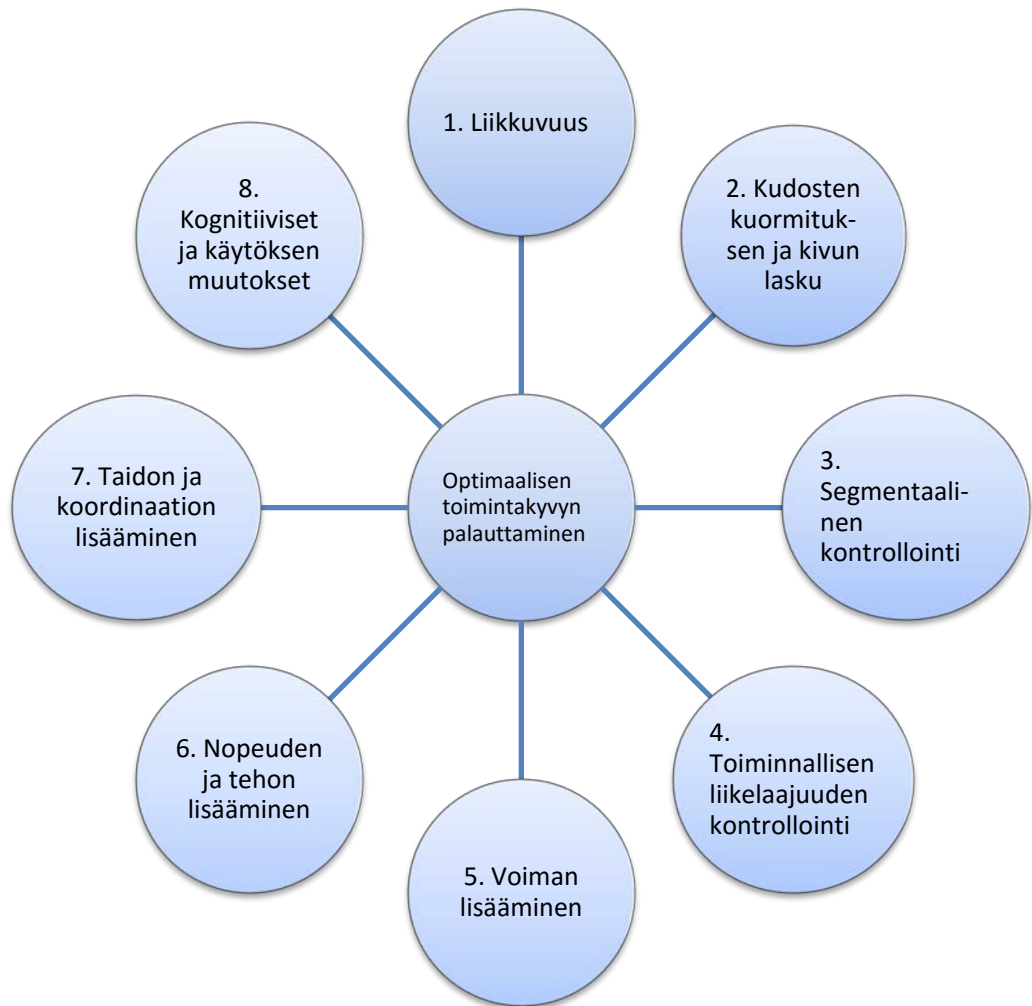 1. Liikkuvuus
2. Kudosten
kuormituk-
sen ja kivun
lasku
3.
Segmentaali-
nen
kontrollointi
4.
Toiminnallisen
liikelaajuuden
kontrollointi
5. Voiman
lisääminen
6. Nopeuden
ja tehon
lisääminen
7. Taidon ja
koordinaation
lisääminen
8.
Kognitiiviset
ja käytöksen
muutokset
Optimaalisen
toimintakyvyn
palauttaminen